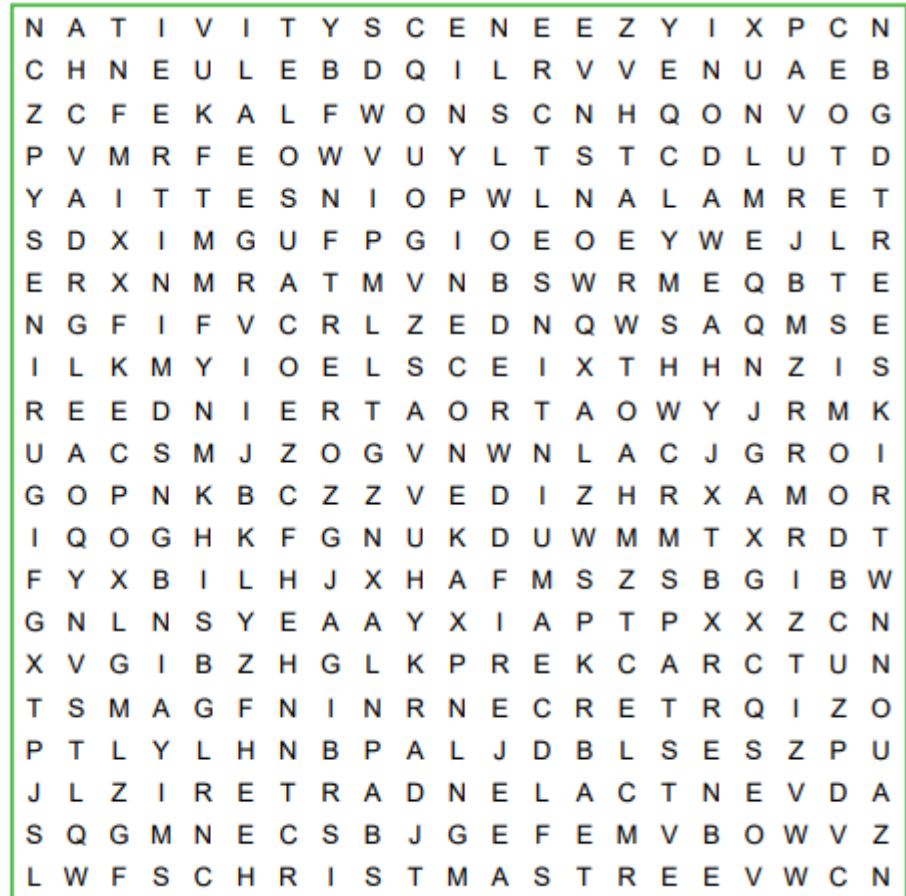 N A T I V I T Y S C E N E E Z Y I X P C N
C H N E U L E B D Q I L R V V E N U A E B
Z C F E K A L F W O N S C N H Q O N V O G
P V M R F E O W V U Y L T S T C D L U T D
Y A I T T E S N I O P W L N A L A M R E T
S D X I M G U F P G I O E O E Y W E J L R
E R X N M R A T M V N B S W R M E Q B T E
N G F I F V C R L Z E D N Q W S A Q M S E
I L K M Y I O E L S C E I X T H H N Z I S
R E E D N I E R T A O R T A O W Y J R M K
U A C S M J Z O G V N W N L A C J G R O I
G O P N K B C Z Z V E D I Z H R X A M O R
I Q O G H K F G N U K D U W M M T X R D T
F Y X B I L H J X H A F M S Z S B G I B W
G N L N S Y E A A Y X I A P T P X X Z C N
X V G I B Z H G L K P R E K C A R C T U N
T S M A G F N I N R N E C R E T R Q I Z O
P T L Y L H N B P A L J D B L S E S Z P U
J L Z I R E T R A D N E L A C T N E V D A
S Q G M N E C S B J G E F E M V B O W V Z
L W F S C H R I S T M A S T R E E V W C N